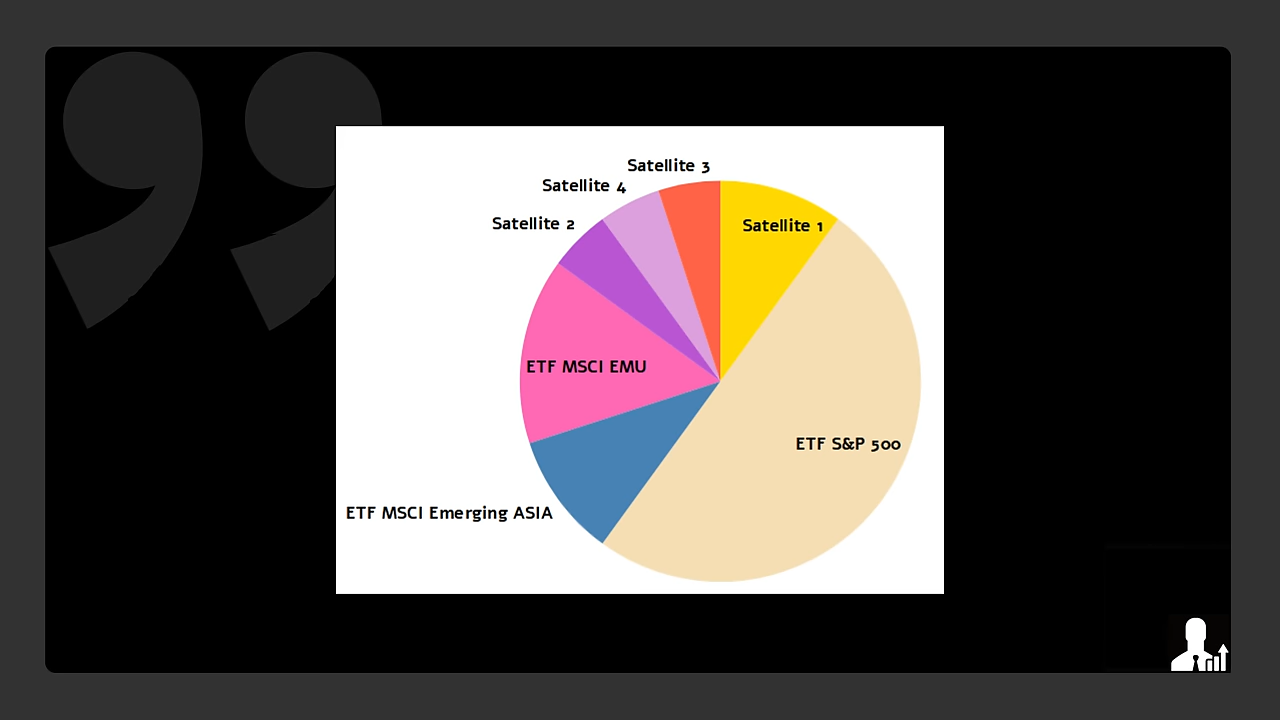 Satellite 3
Satellite 4
Satellite 2
Satellite 1
ETF MSCI EMU
ETF S&P 500
ETF MSCI Emerging ASIA